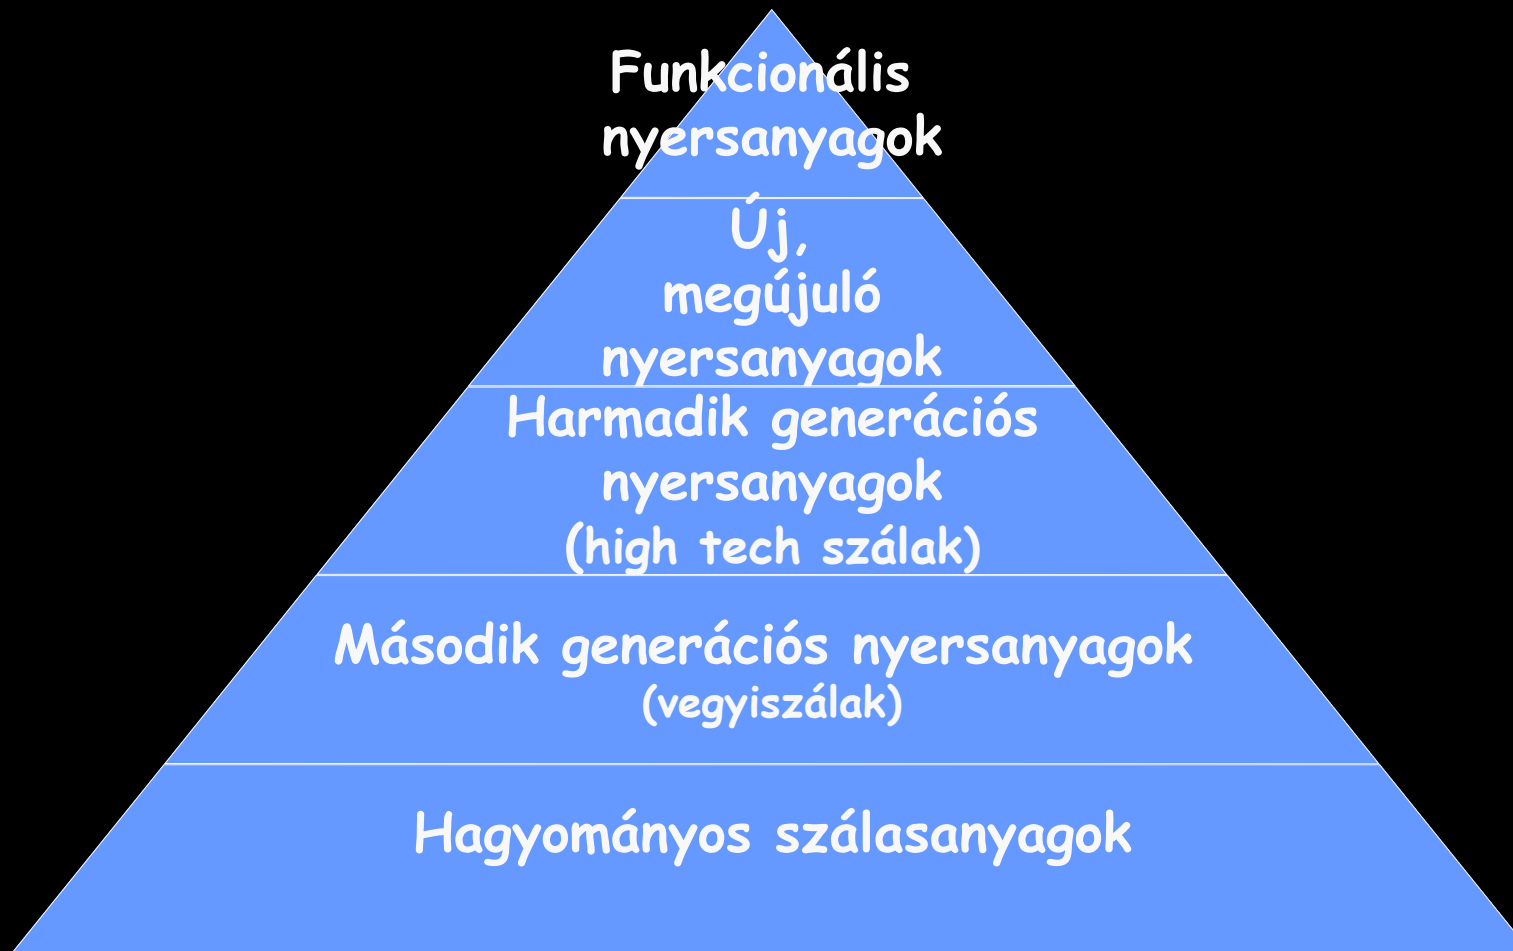 Funkcionális
nyersanyagok
Új,
megújuló
nyersanyagok
Harmadik generációs
nyersanyagok
(high tech szálak)
Második generációs nyersanyagok
(vegyiszálak)
Hagyományos szálasanyagok